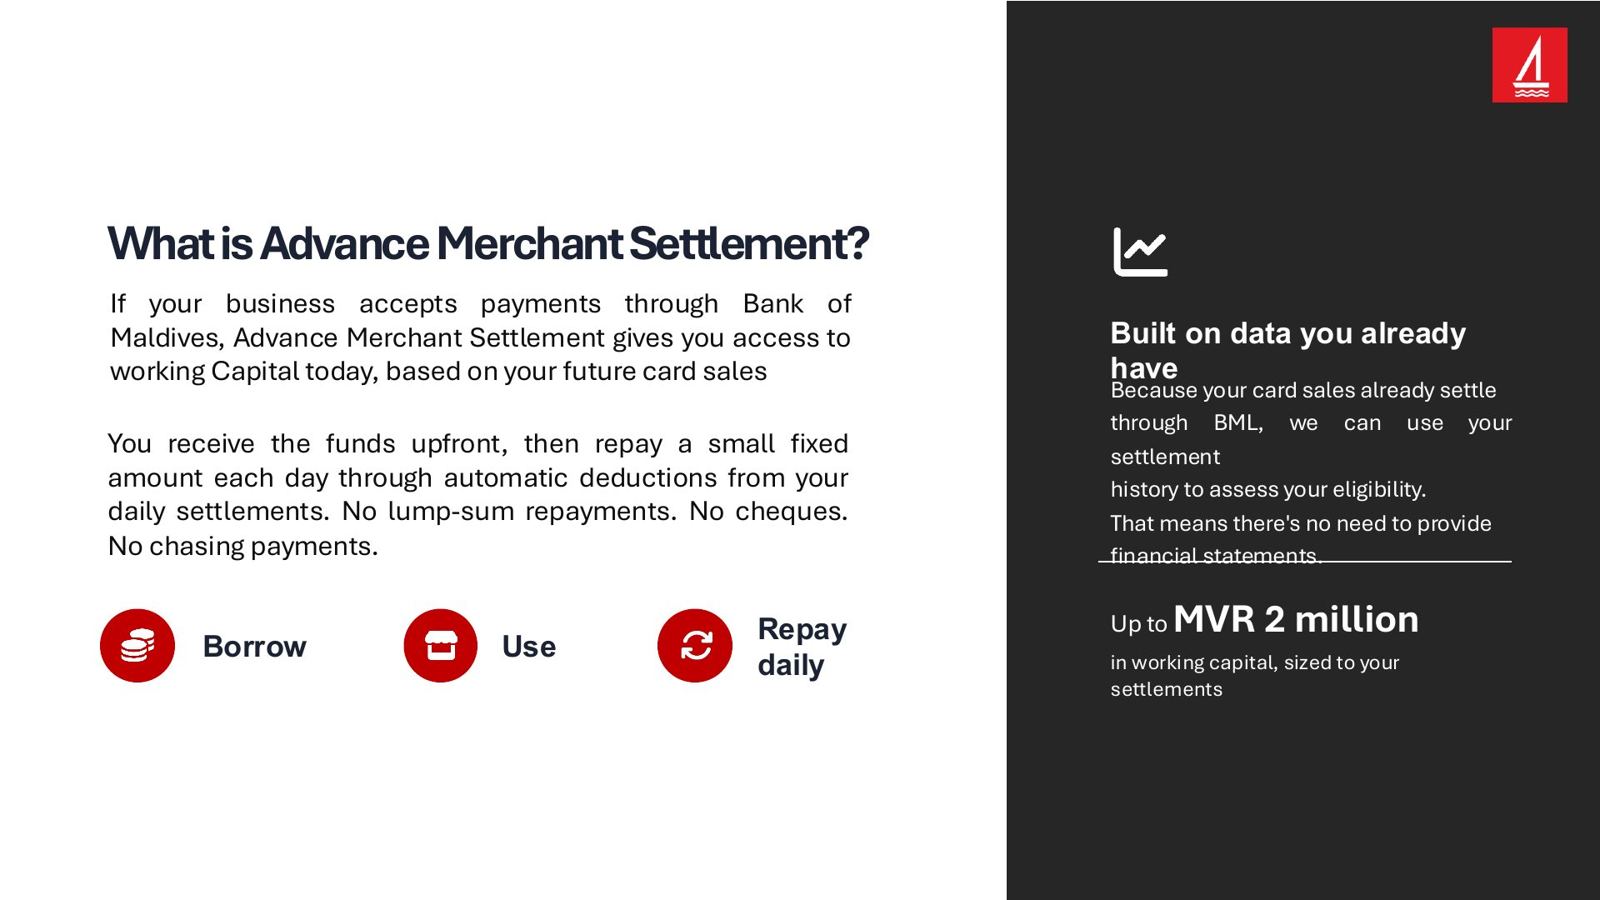 What is Advance Merchant Settlement?
If your business accepts payments through Bank of
Maldives, Advance Merchant Settlement gives you access to
working Capital today, based on your future card sales
You receive the funds upfront, then repay a small fixed
amount each day through automatic deductions from your
daily settlements. No lump-sum repayments. No cheques.
No chasing payments.
Borrow
Use
Repay
daily
Built on data you already
have
Because your card sales already settle
through BML, we can use your
settlement
history to assess your eligibility.
That means there's no need to provide
financial statements.
Up to MVR 2 million
in working capital, sized to your
settlements